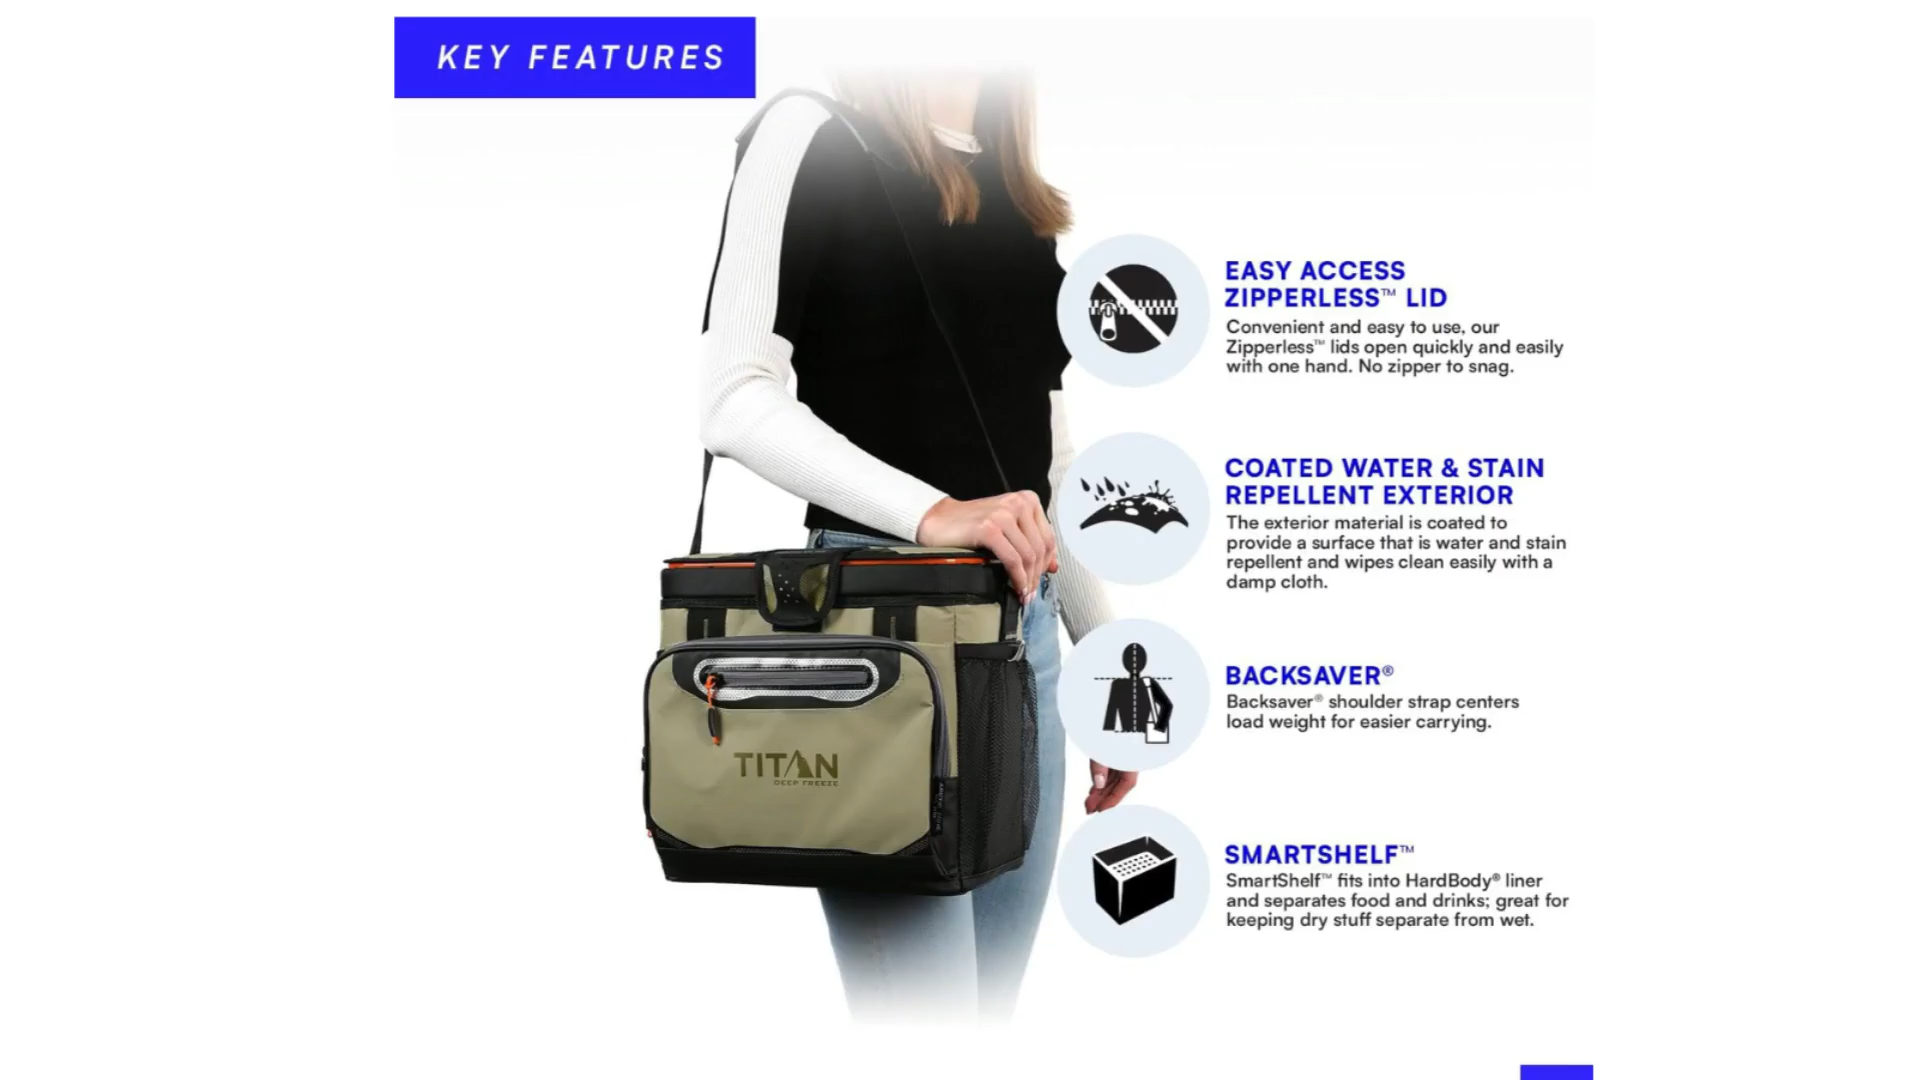 KEY FEATURES
EASY ACCESS
ZIPPERLESS™ LID
Convenient and easy to use, our
Zipperless™ lids open quickly and easily
with one hand. No zipper to snag.
COATED WATER & STAIN
REPELLENT EXTERIOR
The exterior material is coated to
provide a surface that is water and stain
repellent and wipes clean easily with a
damp cloth.
BACKSAVER®
Backsaver® shoulder strap centers
load weight for easier carrying.
SMARTSHELF™
SmartShelf™ fits into HardBody® liner
and separates food and drinks; great for
keeping dry stuff separate from wet.
TITAN
DEEP FREEZE